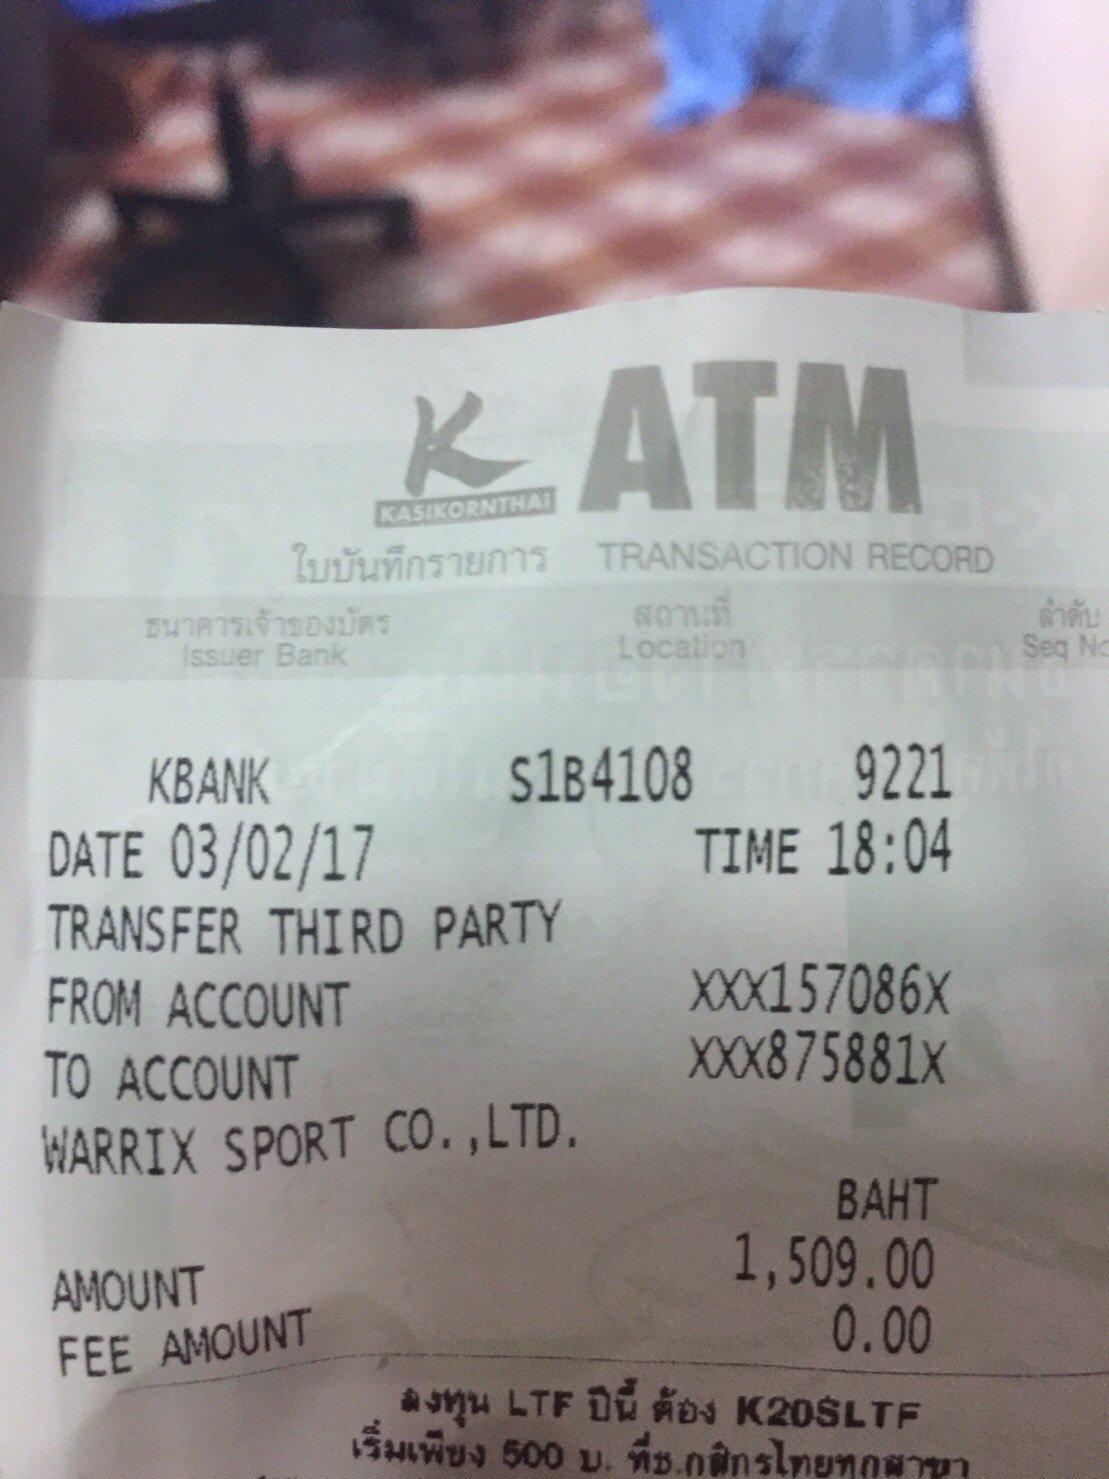 K ATM
KASIKORNTHAI
ใบบันทึกรายการ TRANSACTION RECORD
ธนาคารเจ้าของบัตร สถานที่ ลำดับ
Issuer Bank Location Seq No
KBANK S1B4108 9221
DATE 03/02/17 TIME 18:04
TRANSFER THIRD PARTY
FROM ACCOUNT XXX157086X
TO ACCOUNT XXX875881X
WARRIX SPORT CO.,LTD.
BAHT
AMOUNT 1,509.00
FEE AMOUNT 0.00
ลงทุน LTF ปีนี้ ต้อง K20SLTF
เริ่มเพียง 500 บ. ที่ธ.กสิกรไทยทุกสาขา